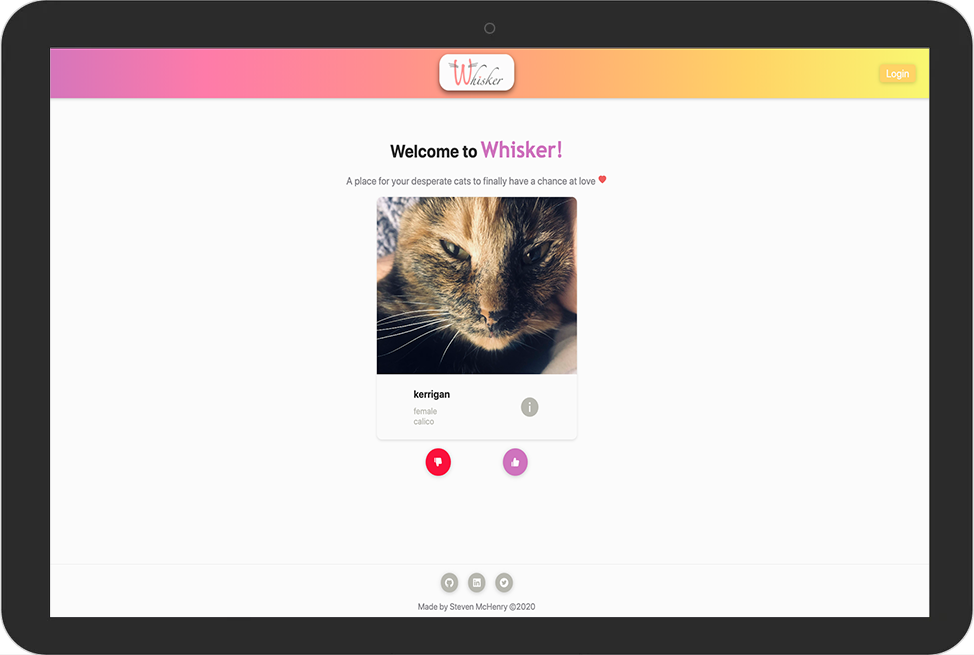 Whisker
Login
Welcome to Whisker!
A place for your desperate cats to finally have a chance at love
kerrigan
female
calico
Made by Steven McHenry ©2020